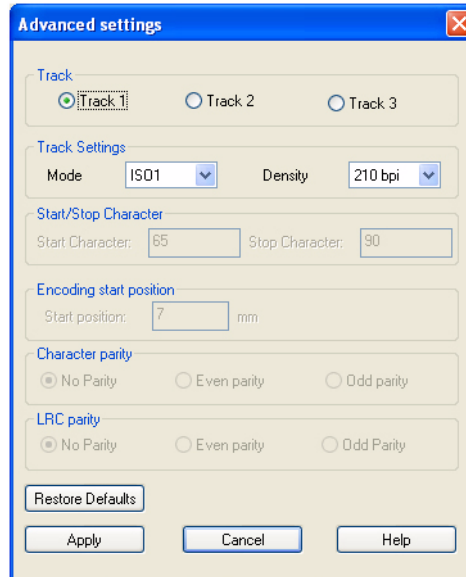 Advanced settings
Track
Track 1 Track 2 Track 3
Track Settings
Mode ISO1 Density 210 bpi
Start/Stop Character
Start Character: 65 Stop Character: 90
Encoding start position
Start position: 7 mm
Character parity
No Parity Even parity Odd parity
LRC parity
No Parity Even parity Odd Parity
Restore Defaults
Apply Cancel Help